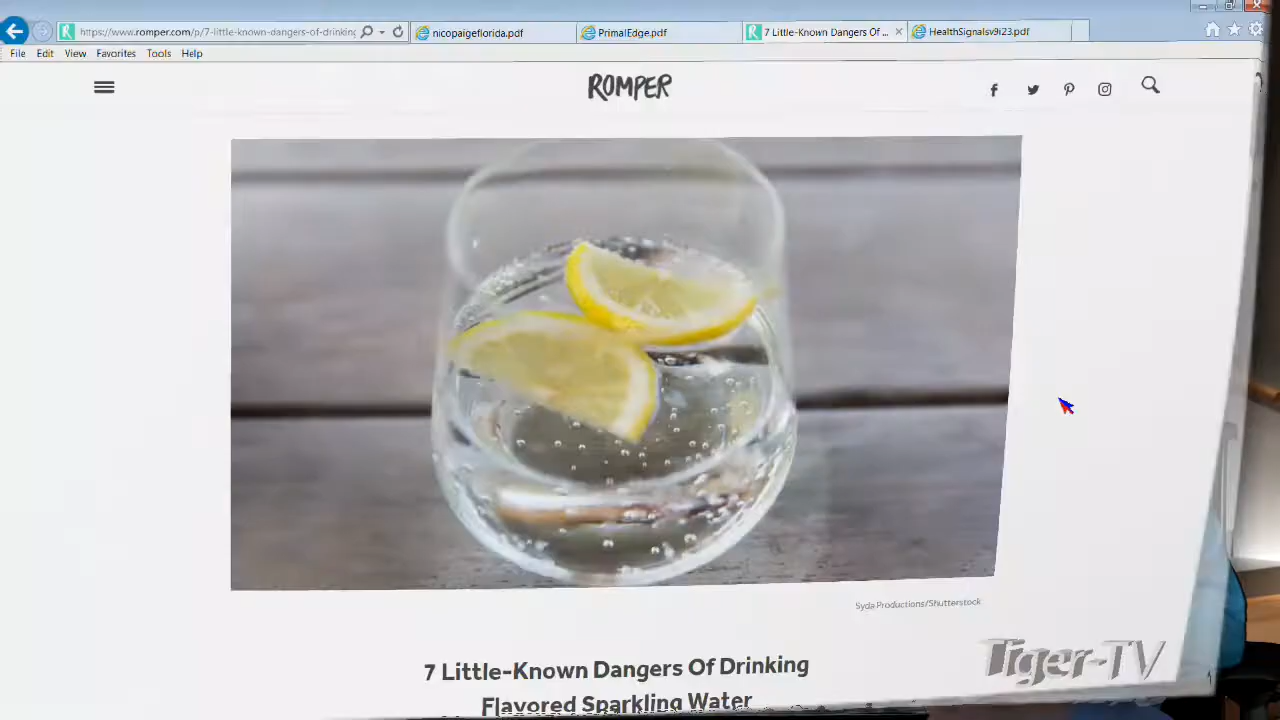 https://www.romper.com/p/7-little-known-dangers-of-drinking
nicopaigeflorida.pdf
PrimalEdge.pdf
7 Little-Known Dangers Of ...
HealthSignalsv9i23.pdf
File Edit View Favorites Tools Help
ROMPER
Syda Productions/Shutterstock
7 Little-Known Dangers Of Drinking
Flavored Sparkling Water
Tiger-TV